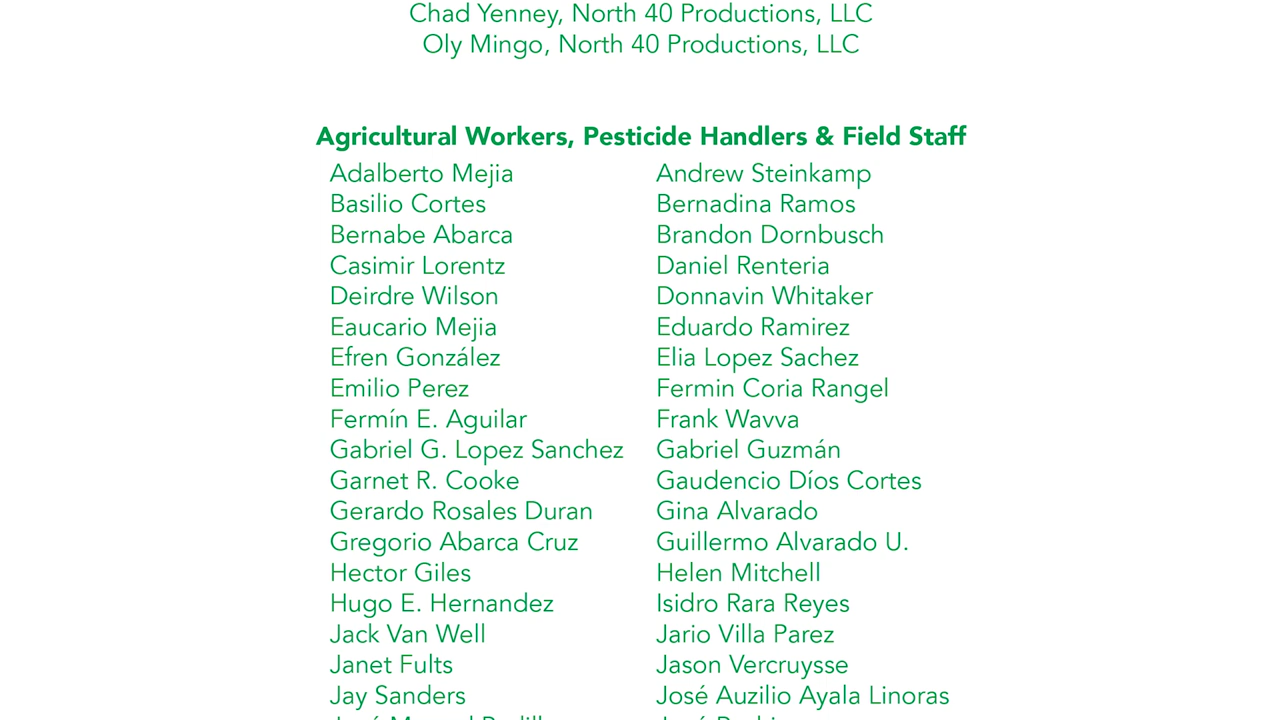 Chad Yenney, North 40 Productions, LLC
Oly Mingo, North 40 Productions, LLC
Agricultural Workers, Pesticide Handlers & Field Staff
Adalberto Mejia Andrew Steinkamp
Basilio Cortes Bernadina Ramos
Bernabe Abarca Brandon Dornbusch
Casimir Lorentz Daniel Renteria
Deirdre Wilson Donnavin Whitaker
Eaucario Mejia Eduardo Ramirez
Efren González Elia Lopez Sachez
Emilio Perez Fermin Coria Rangel
Fermín E. Aguilar Frank Wavva
Gabriel G. Lopez Sanchez Gabriel Guzmán
Garnet R. Cooke Gaudencio Díos Cortes
Gerardo Rosales Duran Gina Alvarado
Gregorio Abarca Cruz Guillermo Alvarado U.
Hector Giles Helen Mitchell
Hugo E. Hernandez Isidro Rara Reyes
Jack Van Well Jario Villa Parez
Janet Fults Jason Vercruysse
Jay Sanders José Auzilio Ayala Linoras